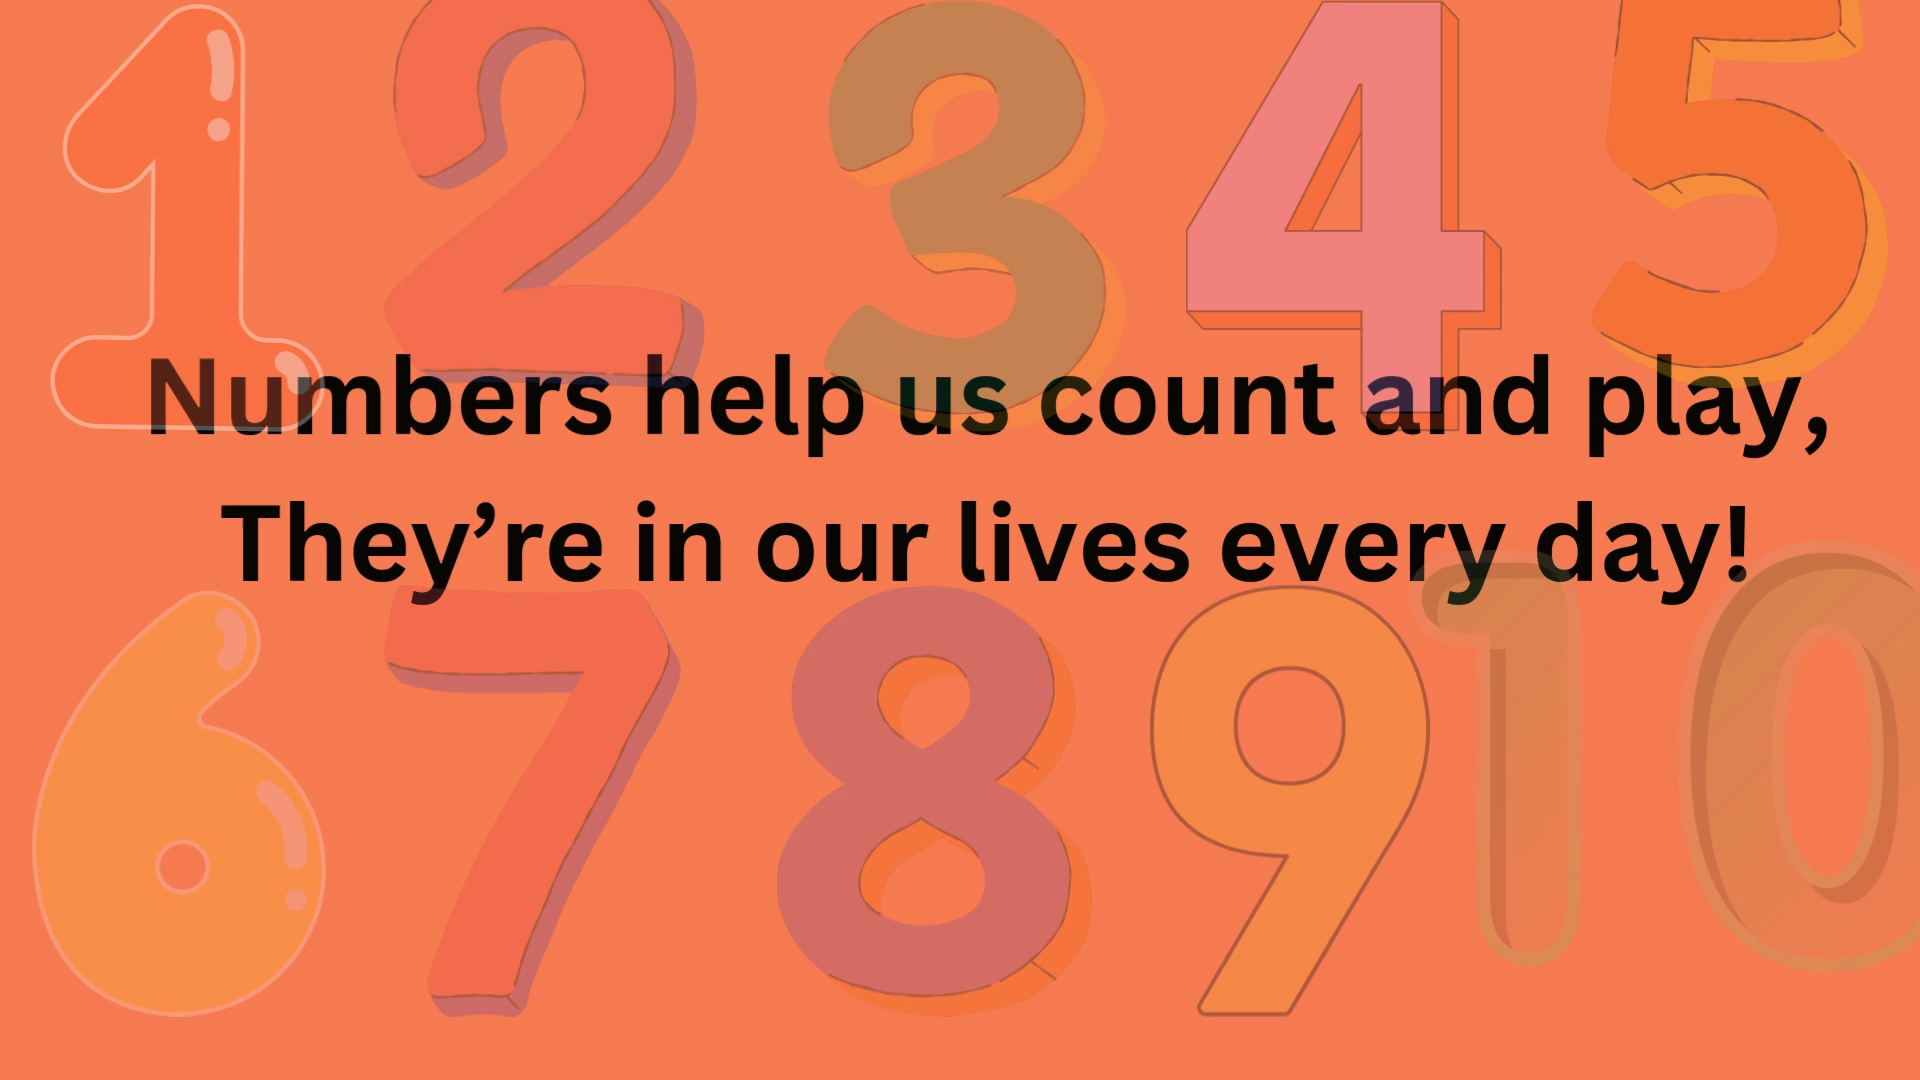 1 2 3 4 5
Numbers help us count and play,
They’re in our lives every day!
6 7 8 9 10